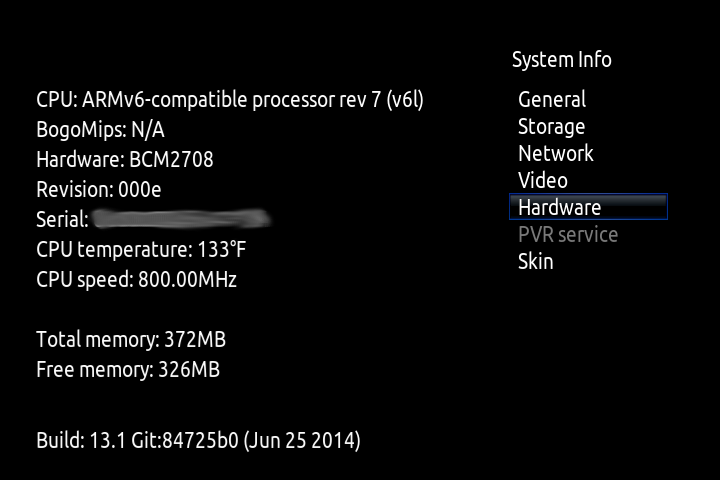 System Info
CPU: ARMv6-compatible processor rev 7 (v6l)
BogoMips: N/A
Hardware: BCM2708
Revision: 000e
Serial:
CPU temperature: 133°F
CPU speed: 800.00MHz
Total memory: 372MB
Free memory: 326MB
Build: 13.1 Git:84725b0 (Jun 25 2014)
General
Storage
Network
Video
Hardware
PVR service
Skin